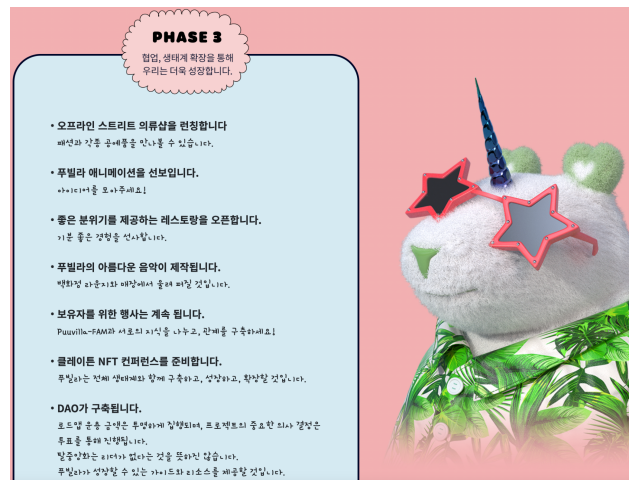 PHASE 3
협업, 생태계 확장을 통해
우리는 더욱 성장합니다.
• 오프라인 스트리트 의류샵을 런칭합니다
패션과 각종 공예품을 만나볼 수 있습니다.
• 푸빌라 애니메이션을 선보입니다.
아이디어를 모아주세요!
• 좋은 분위기를 제공하는 레스토랑을 오픈합니다.
기분 좋은 경험을 선사합니다.
• 푸빌라의 아름다운 음악이 제작됩니다.
백화점 라운지와 매장에서 울려 퍼질 것입니다.
• 보유자를 위한 행사는 계속 됩니다.
Puuvilla-FAM과 서로의 지식을 나누고, 관계를 구축하세요!
• 클레이튼 NFT 컨퍼런스를 준비합니다.
푸빌라는 전체 생태계와 함께 구축하고, 성장하고, 확장할 것입니다.
• DAO가 구축됩니다.
로드맵 운용 금액은 투명하게 집행되며, 프로젝트의 중요한 의사 결정은
투표를 통해 진행됩니다.
탈중앙화는 리더가 없다는 것을 뜻하진 않습니다.
푸빌라가 성장할 수 있는 가이드와 리소스를 제공할 것입니다.